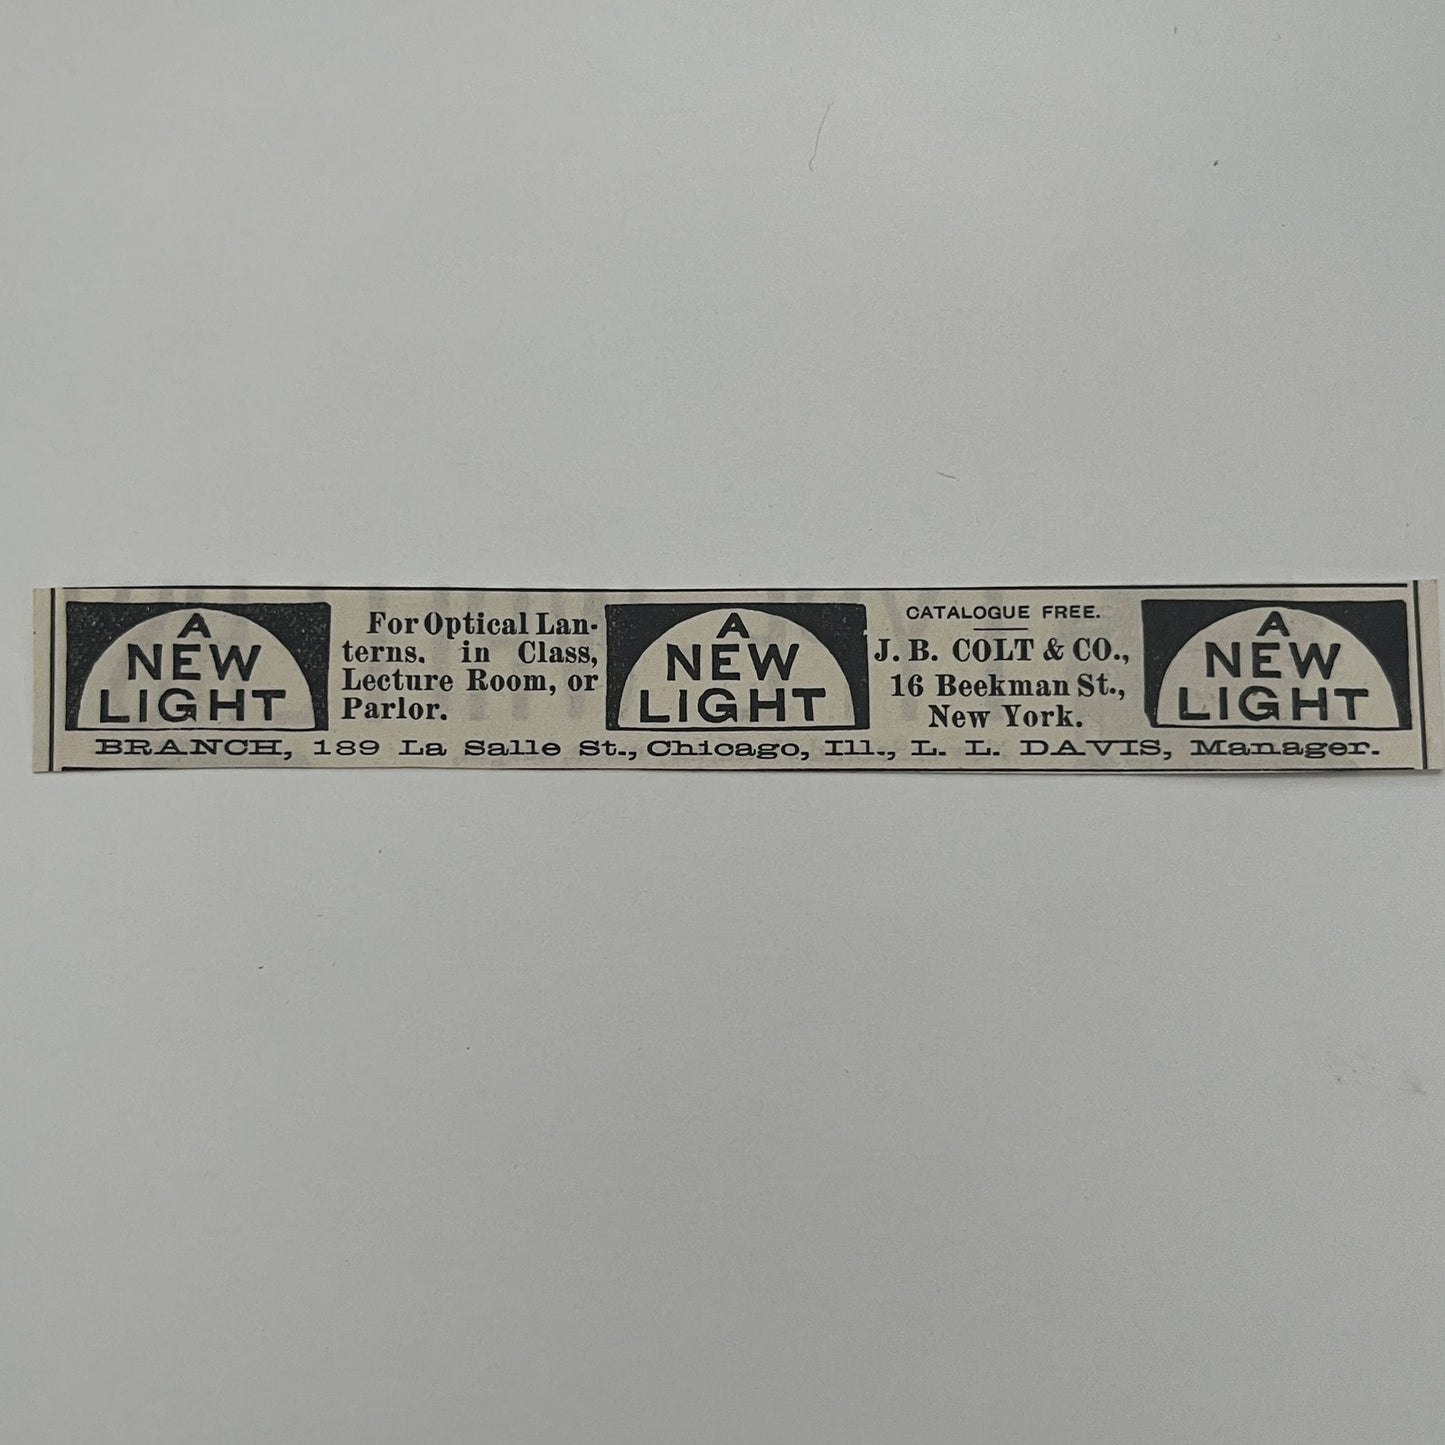 A
NEW
LIGHT
For Optical Lan-
terns. in Class,
Lecture Room, or
Parlor.
A
NEW
LIGHT
CATALOGUE FREE.
J. B. COLT & CO.,
16 Beekman St.,
New York.
A
NEW
LIGHT
BRANCH, 189 La Salle St., Chicago, Ill., L. L. DAVIS, Manager.